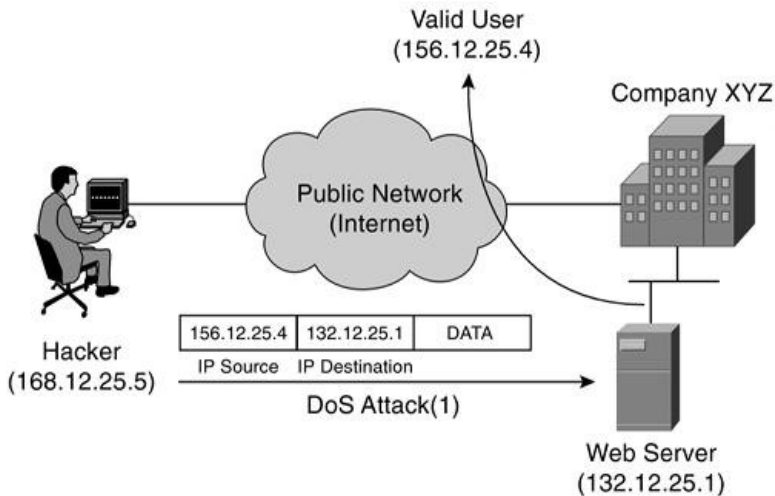 Valid User
(156.12.25.4)
Company XYZ
Public Network
(Internet)
156.12.25.4 132.12.25.1 DATA
IP Source IP Destination
Hacker
(168.12.25.5)
DoS Attack(1)
Web Server
(132.12.25.1)